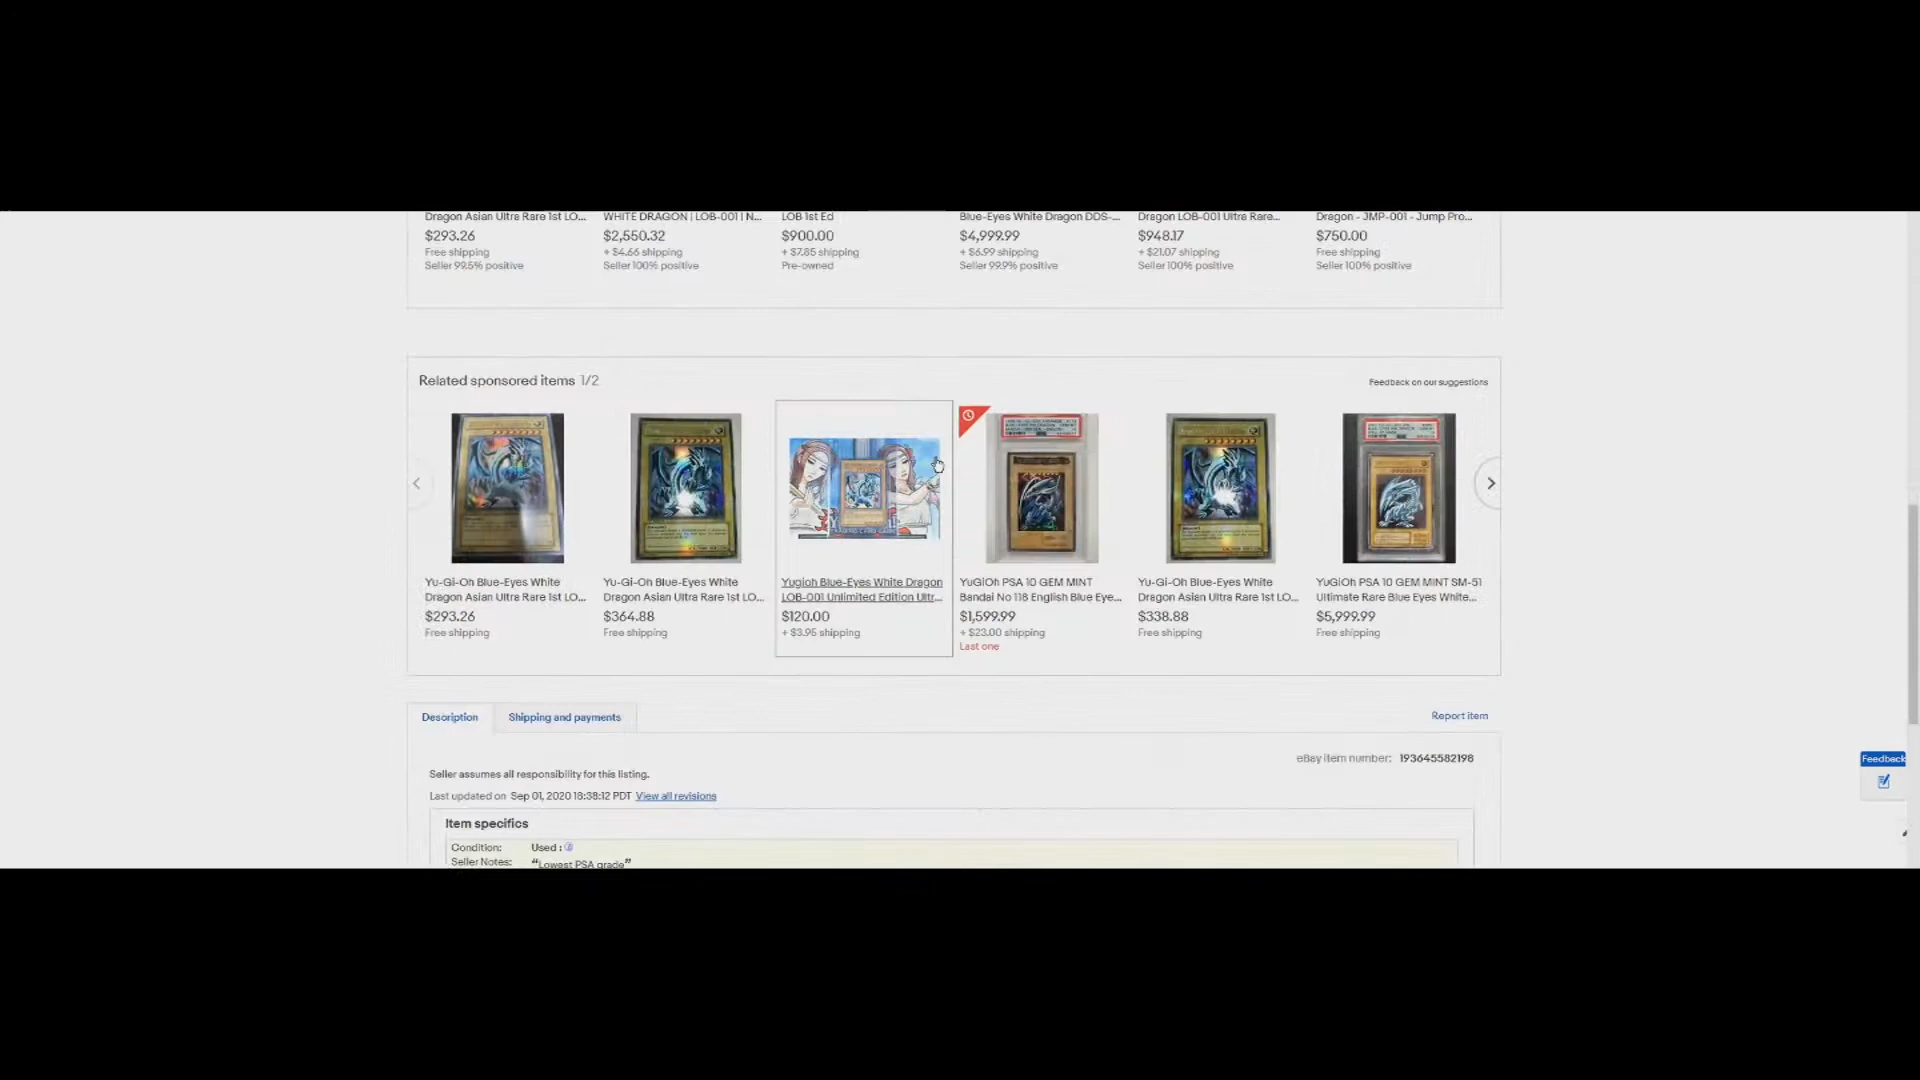 Dragon Asian Ultra Rare 1st LO... WHITE DRAGON | LOB-001 | N... LOB 1st Ed Blue-Eyes White Dragon DDS-... Dragon LOB-001 Ultra Rare... Dragon - JMP-001 - Jump Pro...
$293.26 $2,550.32 $900.00 $4,999.99 $948.17 $750.00
Free shipping + $4.66 shipping + $7.85 shipping + $6.99 shipping + $21.07 shipping Free shipping
Seller 99.5% positive Seller 100% positive Pre-owned Seller 99.9% positive Seller 100% positive Seller 100% positive
Related sponsored items 1/2
Feedback on our suggestions
Yu-Gi-Oh Blue-Eyes White
Dragon Asian Ultra Rare 1st LO...
$293.26
Free shipping
Yu-Gi-Oh Blue-Eyes White
Dragon Asian Ultra Rare 1st LO...
$364.88
Free shipping
Yugioh Blue-Eyes White Dragon
LOB-001 Unlimited Edition Ultr...
$120.00
+ $3.95 shipping
YuGiOh PSA 10 GEM MINT
Bandai No 118 English Blue Eye...
$1,599.99
+ $23.00 shipping
Last one
Yu-Gi-Oh Blue-Eyes White
Dragon Asian Ultra Rare 1st LO...
$338.88
Free shipping
YuGiOh PSA 10 GEM MINT SM-51
Ultimate Rare Blue Eyes White...
$5,999.99
Free shipping
Description Shipping and payments
Report item
eBay item number: 193645582198
Seller assumes all responsibility for this listing.
Last updated on Sep 01, 2020 18:38:12 PDT View all revisions
Item specifics
Condition: Used :
Seller Notes: "Lowest PSA grade"
Feedback